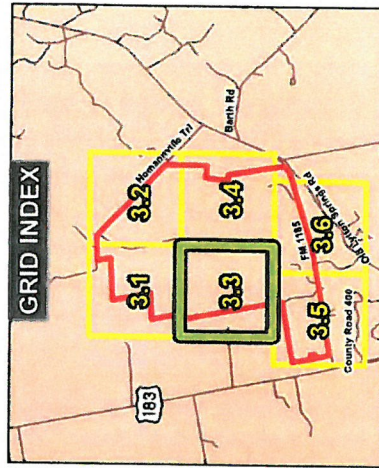 GRID INDEX
Homannville Trl
Barth Rd
3.2
3.1
3.4
3.3
183
FM 1185
3.6
Old Lytton Springs Rd
3.5
County Road 400